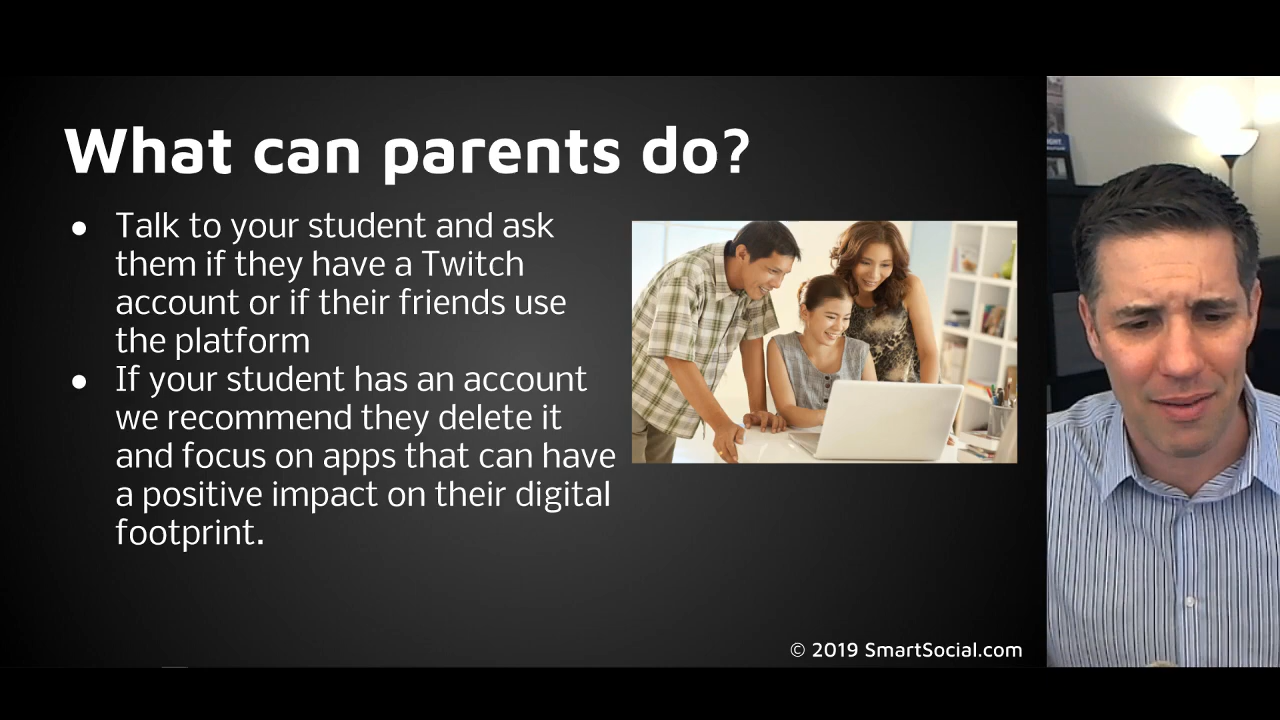 What can parents do?
● Talk to your student and ask
them if they have a Twitch
account or if their friends use
the platform
● If your student has an account
we recommend they delete it
and focus on apps that can have
a positive impact on their digital
footprint.
© 2019 SmartSocial.com